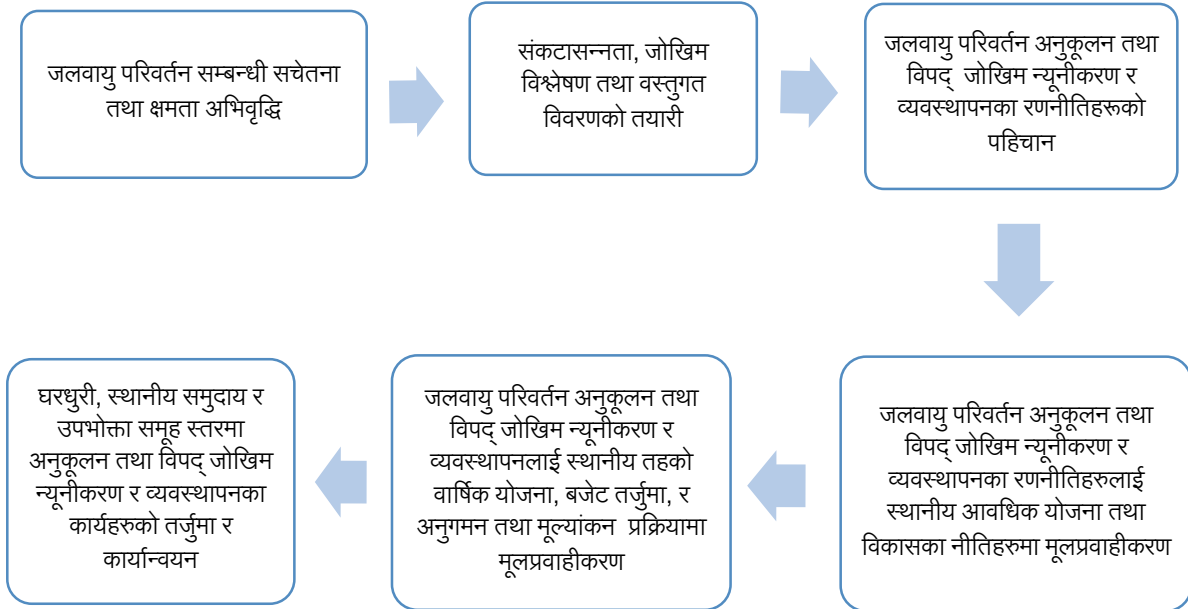 जलवायु परिवर्तन सम्बन्धी सचेतना
तथा क्षमता अभिवृद्धि
संकटासन्नता, जोखिम
विश्लेषण तथा वस्तुगत
विवरणको तयारी
जलवायु परिवर्तन अनुकूलन तथा
विपद् जोखिम न्यूनीकरण र
व्यवस्थापनका रणनीतिहरूको
पहिचान
जलवायु परिवर्तन अनुकूलन तथा
विपद् जोखिम न्यूनीकरण र
व्यवस्थापनका रणनीतिहरुलाई
स्थानीय आवधिक योजना तथा
विकासका नीतिहरुमा मूलप्रवाहीकरण
जलवायु परिवर्तन अनुकूलन तथा
विपद् जोखिम न्यूनीकरण र
व्यवस्थापनलाई स्थानीय तहको
वार्षिक योजना, बजेट तर्जुमा, र
अनुगमन तथा मूल्यांकन प्रक्रियामा
मूलप्रवाहीकरण
घरधुरी, स्थानीय समुदाय र
उपभोक्ता समूह स्तरमा
अनुकूलन तथा विपद् जोखिम
न्यूनीकरण र व्यवस्थापनका
कार्यहरुको तर्जुमा र
कार्यान्वयन